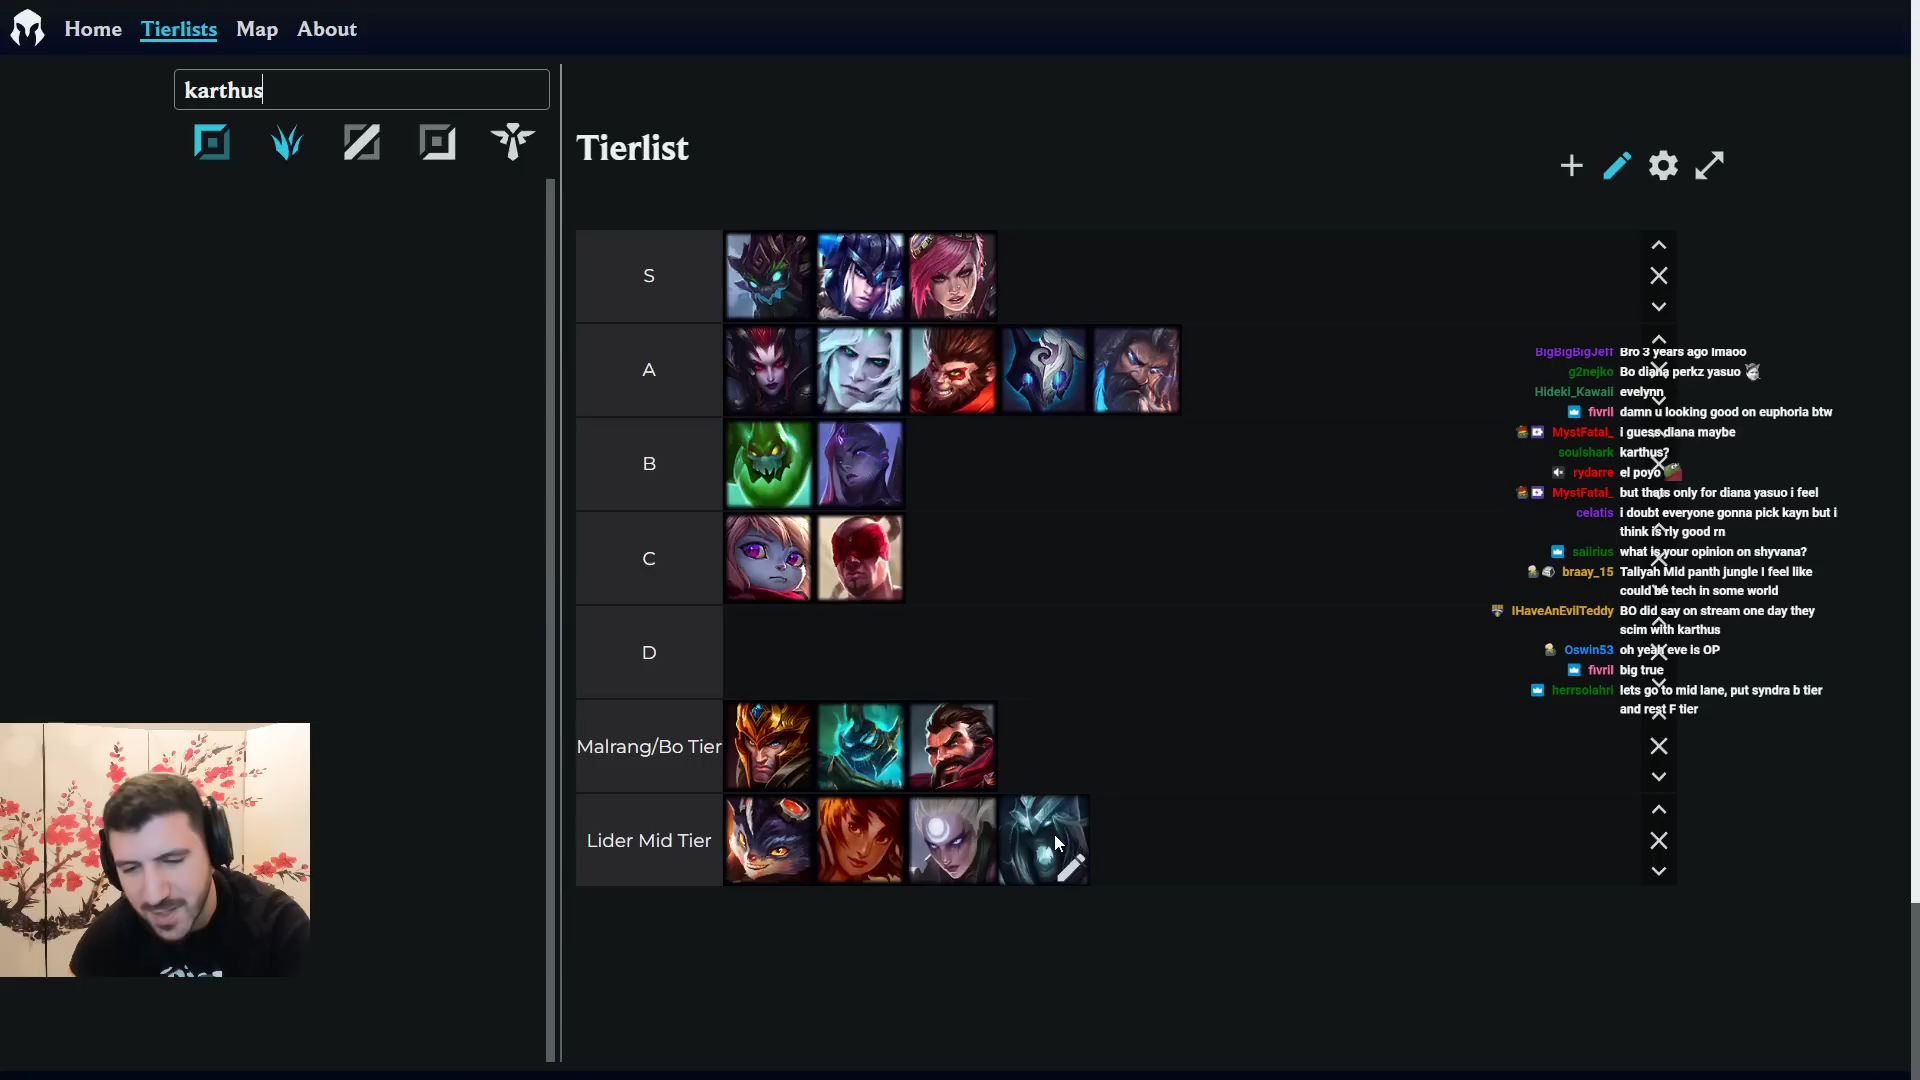 Home Tierlists Map About
karthus
Tierlist
S
A
B
C
D
Malrang/Bo Tier
Lider Mid Tier
BigBigBigJeff Bro 3 years ago lmaoo
g2nejko Bo diana perkz yasuo
Hideki_Kawaii evelynn
fivril damn u looking good on euphoria btw
MystFatal_ i guess diana maybe
soulshark karthus?
rydarre el poyo
MystFatal_ but thats only for diana yasuo i feel
celatis i doubt everyone gonna pick kayn but i
think is rly good rn
saiirius what is your opinion on shyvana?
braay_15 Taliyah Mid panth jungle I feel like
could be tech in some world
IHaveAnEvilTeddy BO did say on stream one day they
scim with karthus
Oswin53 oh yeah eve is OP
fivril big true
herrsolahri lets go to mid lane, put syndra b tier
and rest F tier